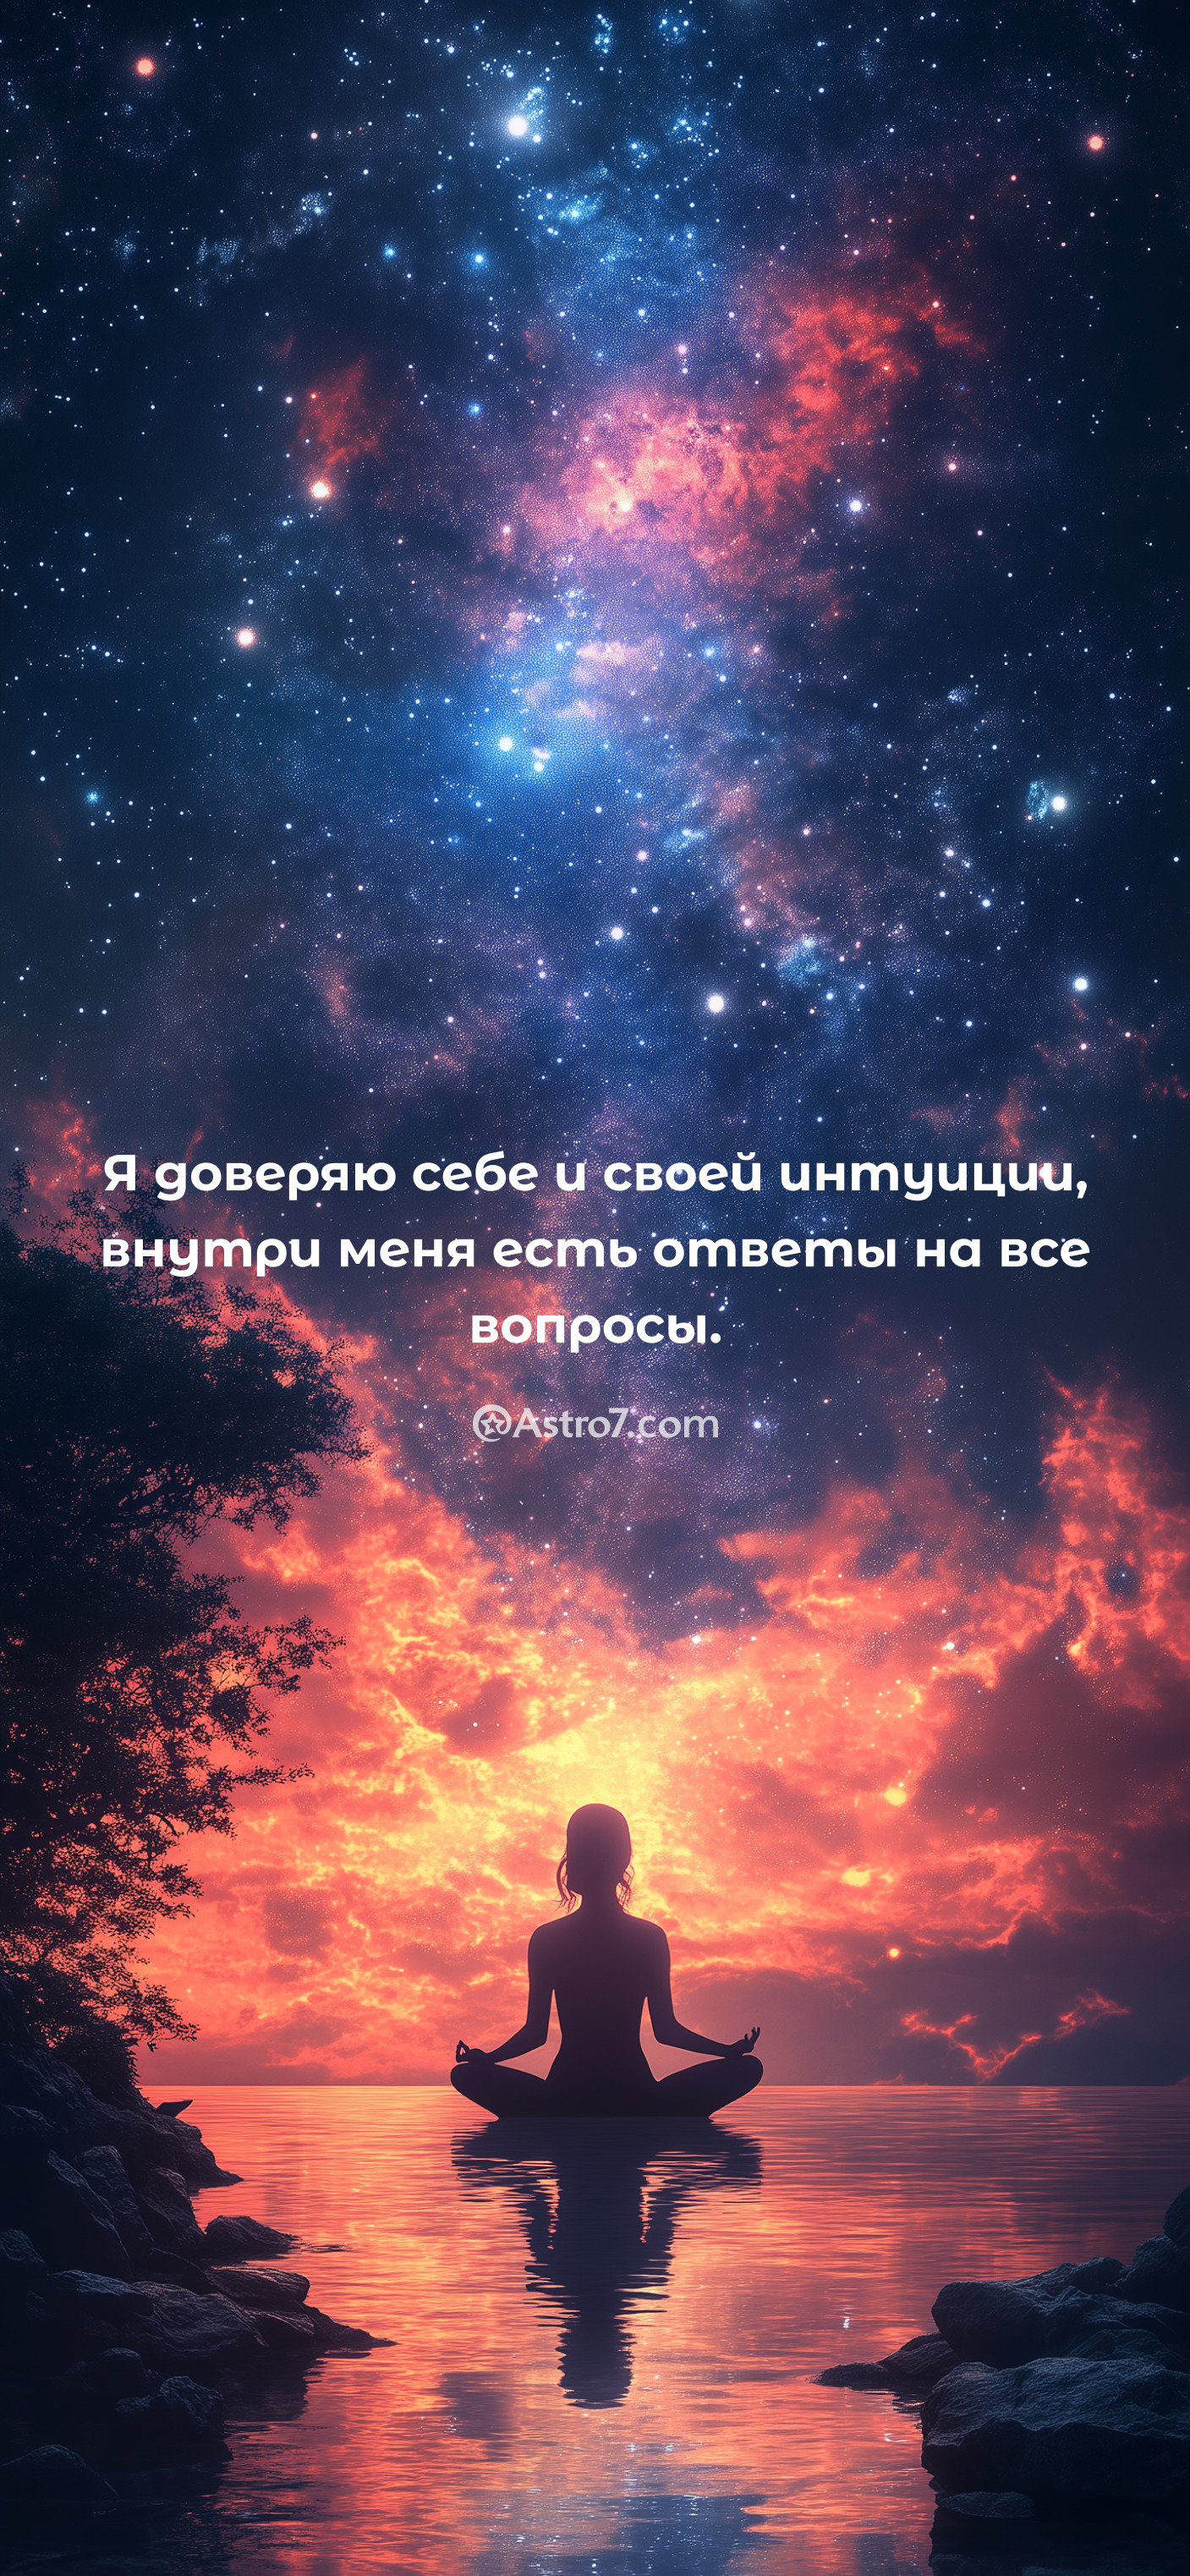 Я доверяю себе и своей интуиции,
внутри меня есть ответы на все
вопросы.
Astro7.com